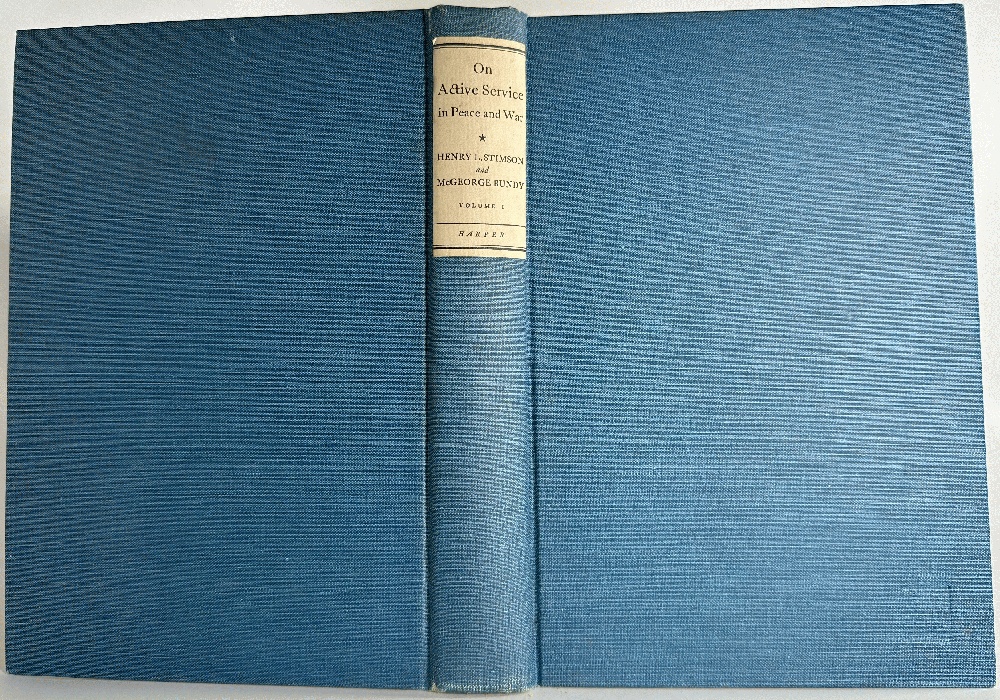 On
Active Service
in Peace and War
★
HENRY L. STIMSON
and
McGEORGE BUNDY
VOLUME I
HARPER